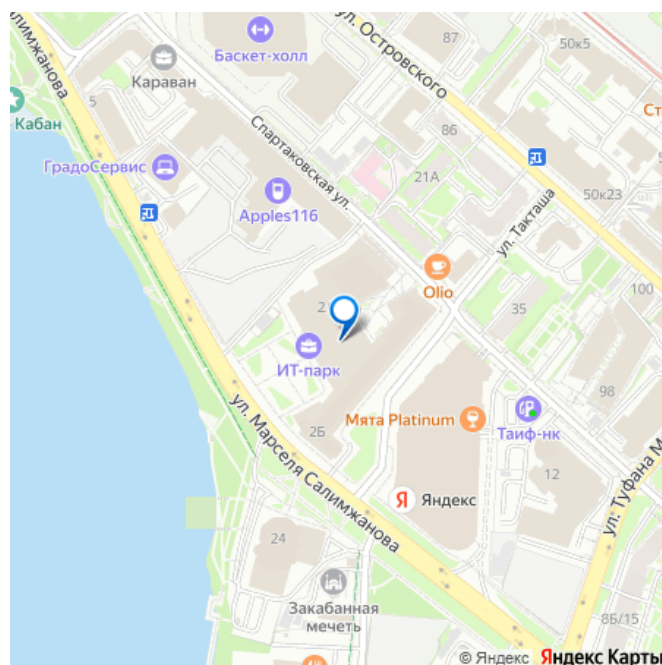 Салимжанова
ул. Островского
87
50к5
Баскет-холл
Караван
5
Кабан
86
Ст
ГрадоСервис
Спартаковская ул.
21А
50к23
Apples116
ул. Такташа
Olio
100
2
35
ИТ-парк
98
Мята Platinum
Таиф-нк
2Б
ул. Марселя Салимжанова
12
Я Яндекс
ул. Туфана М
24
Закабанная
мечеть
8Б/15
© Яндекс Яндекс Карты